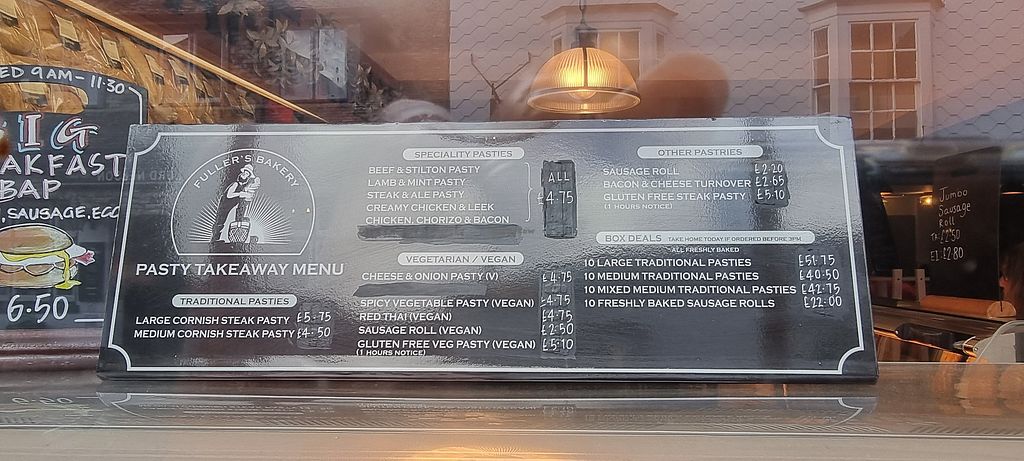 ED 9AM-11.30
IG
AKFAST
BAP
, SAUSAGE, EGG
6.50
FULLER'S BAKERY
PASTY TAKEAWAY MENU
TRADITIONAL PASTIES
LARGE CORNISH STEAK PASTY £5.75
MEDIUM CORNISH STEAK PASTY £4.50
SPECIALITY PASTIES
BEEF & STILTON PASTY
LAMB & MINT PASTY
STEAK & ALE PASTY
CREAMY CHICKEN & LEEK
CHICKEN, CHORIZO & BACON
ALL
£4.75
VEGETARIAN / VEGAN
CHEESE & ONION PASTY (V) £4.75
SPICY VEGETABLE PASTY (VEGAN) £4.75
RED THAI (VEGAN) £4.75
SAUSAGE ROLL (VEGAN) £2.50
GLUTEN FREE VEG PASTY (VEGAN) £5.10
(1 HOURS NOTICE)
OTHER PASTRIES
SAUSAGE ROLL £2.20
BACON & CHEESE TURNOVER £2.65
GLUTEN FREE STEAK PASTY £5.10
(1 HOURS NOTICE)
BOX DEALS TAKE HOME TODAY IF ORDERED BEFORE 3PM
ALL FRESHLY BAKED
10 LARGE TRADITIONAL PASTIES £51.75
10 MEDIUM TRADITIONAL PASTIES £40.50
10 MIXED MEDIUM TRADITIONAL PASTIES £42.75
10 FRESHLY BAKED SAUSAGE ROLLS £22.00
Jumbo
Sausage
Roll
TA: £2.50
EI: £2.80